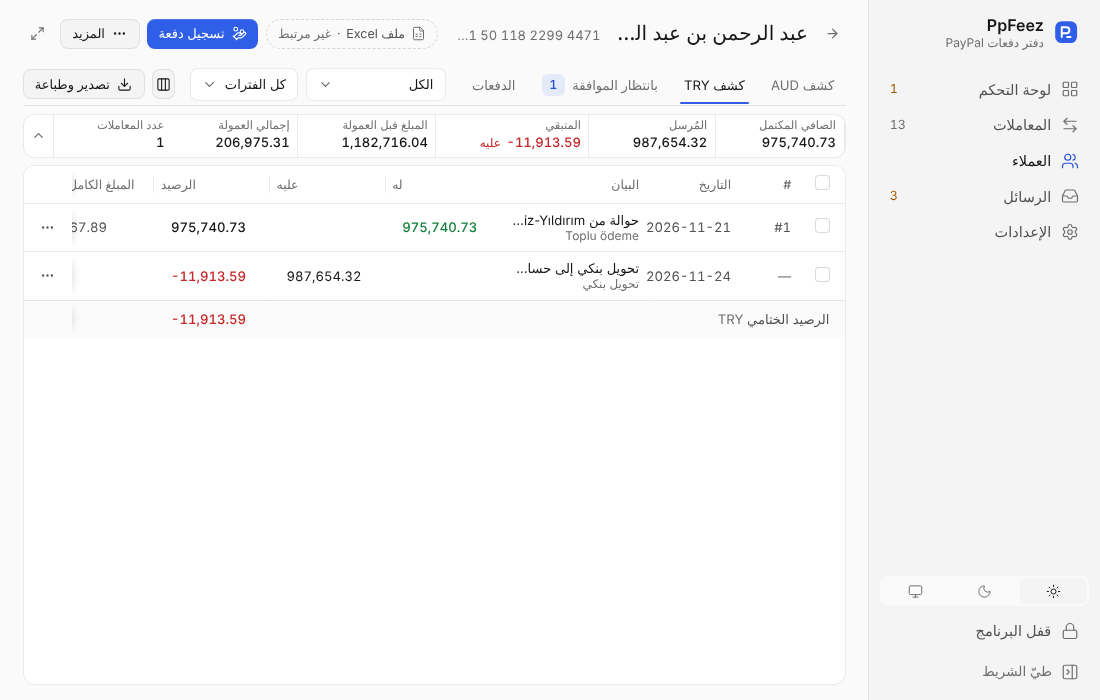 PpFeez
دفتر دفعات PayPal
لوحة التحكم 1
المعاملات 13
العملاء
الرسائل 3
الإعدادات
قفل البرنامج
طيّ الشريط
عبد الرحمن بن عبد الـ...
...1 50 118 2299 4471
ملف Excel · غير مرتبط
تسجيل دفعة
المزيد
كشف AUD
كشف TRY
بانتظار الموافقة 1
الدفعات
الكل
كل الفترات
تصدير وطباعة
الصافي المكتمل
975,740.73
المُرسل
987,654.32
المتبقي
-11,913.59 عليه
المبلغ قبل العمولة
1,182,716.04
إجمالي العمولة
206,975.31
عدد المعاملات
1
# التاريخ البيان له عليه الرصيد المبلغ الكامل
#1 2026-11-21 حوالة من iz-Yıldırım... 975,740.73 975,740.73 67.89
Toplu ödeme
— 2026-11-24 تحويل بنكي إلى حسا... 987,654.32 -11,913.59
تحويل بنكي
الرصيد الختامي TRY -11,913.59